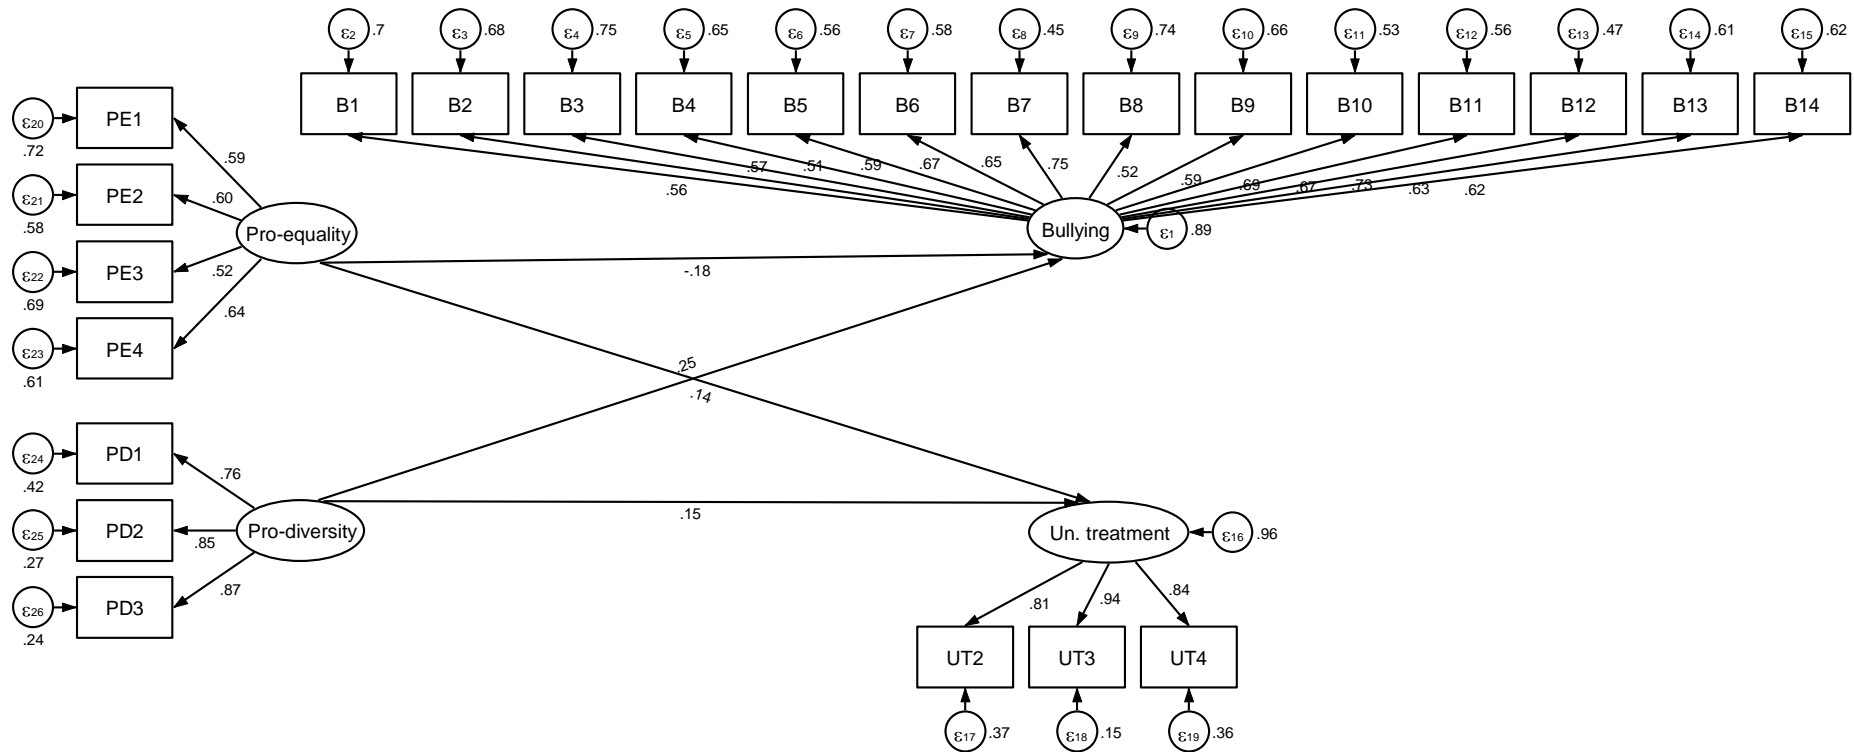 ε2 .7 ε3 .68 ε4 .75 ε5 .65 ε6 .56 ε7 .58 ε8 .45 ε9 .74 ε10 .66 ε11 .53 ε12 .56 ε13 .47 ε14 .61 ε15 .62
B1 B2 B3 B4 B5 B6 B7 B8 B9 B10 B11 B12 B13 B14
ε20 PE1
.72
.59
.56 .57 .51 .59 .67 .65 .75 .52 .59 .69 .67 .73 .63 .62
ε21 PE2
.58
.60
Pro-equality
Bullying
ε1 .89
ε22 PE3
.69
.52
-.18
ε23 PE4
.61
.64
.25
.14
ε24 PD1
.42
.76
ε25 PD2
.27
.85
Pro-diversity
.15
Un. treatment
ε16 .96
ε26 PD3
.24
.87
.81 .94 .84
UT2 UT3 UT4
ε17 .37 ε18 .15 ε19 .36